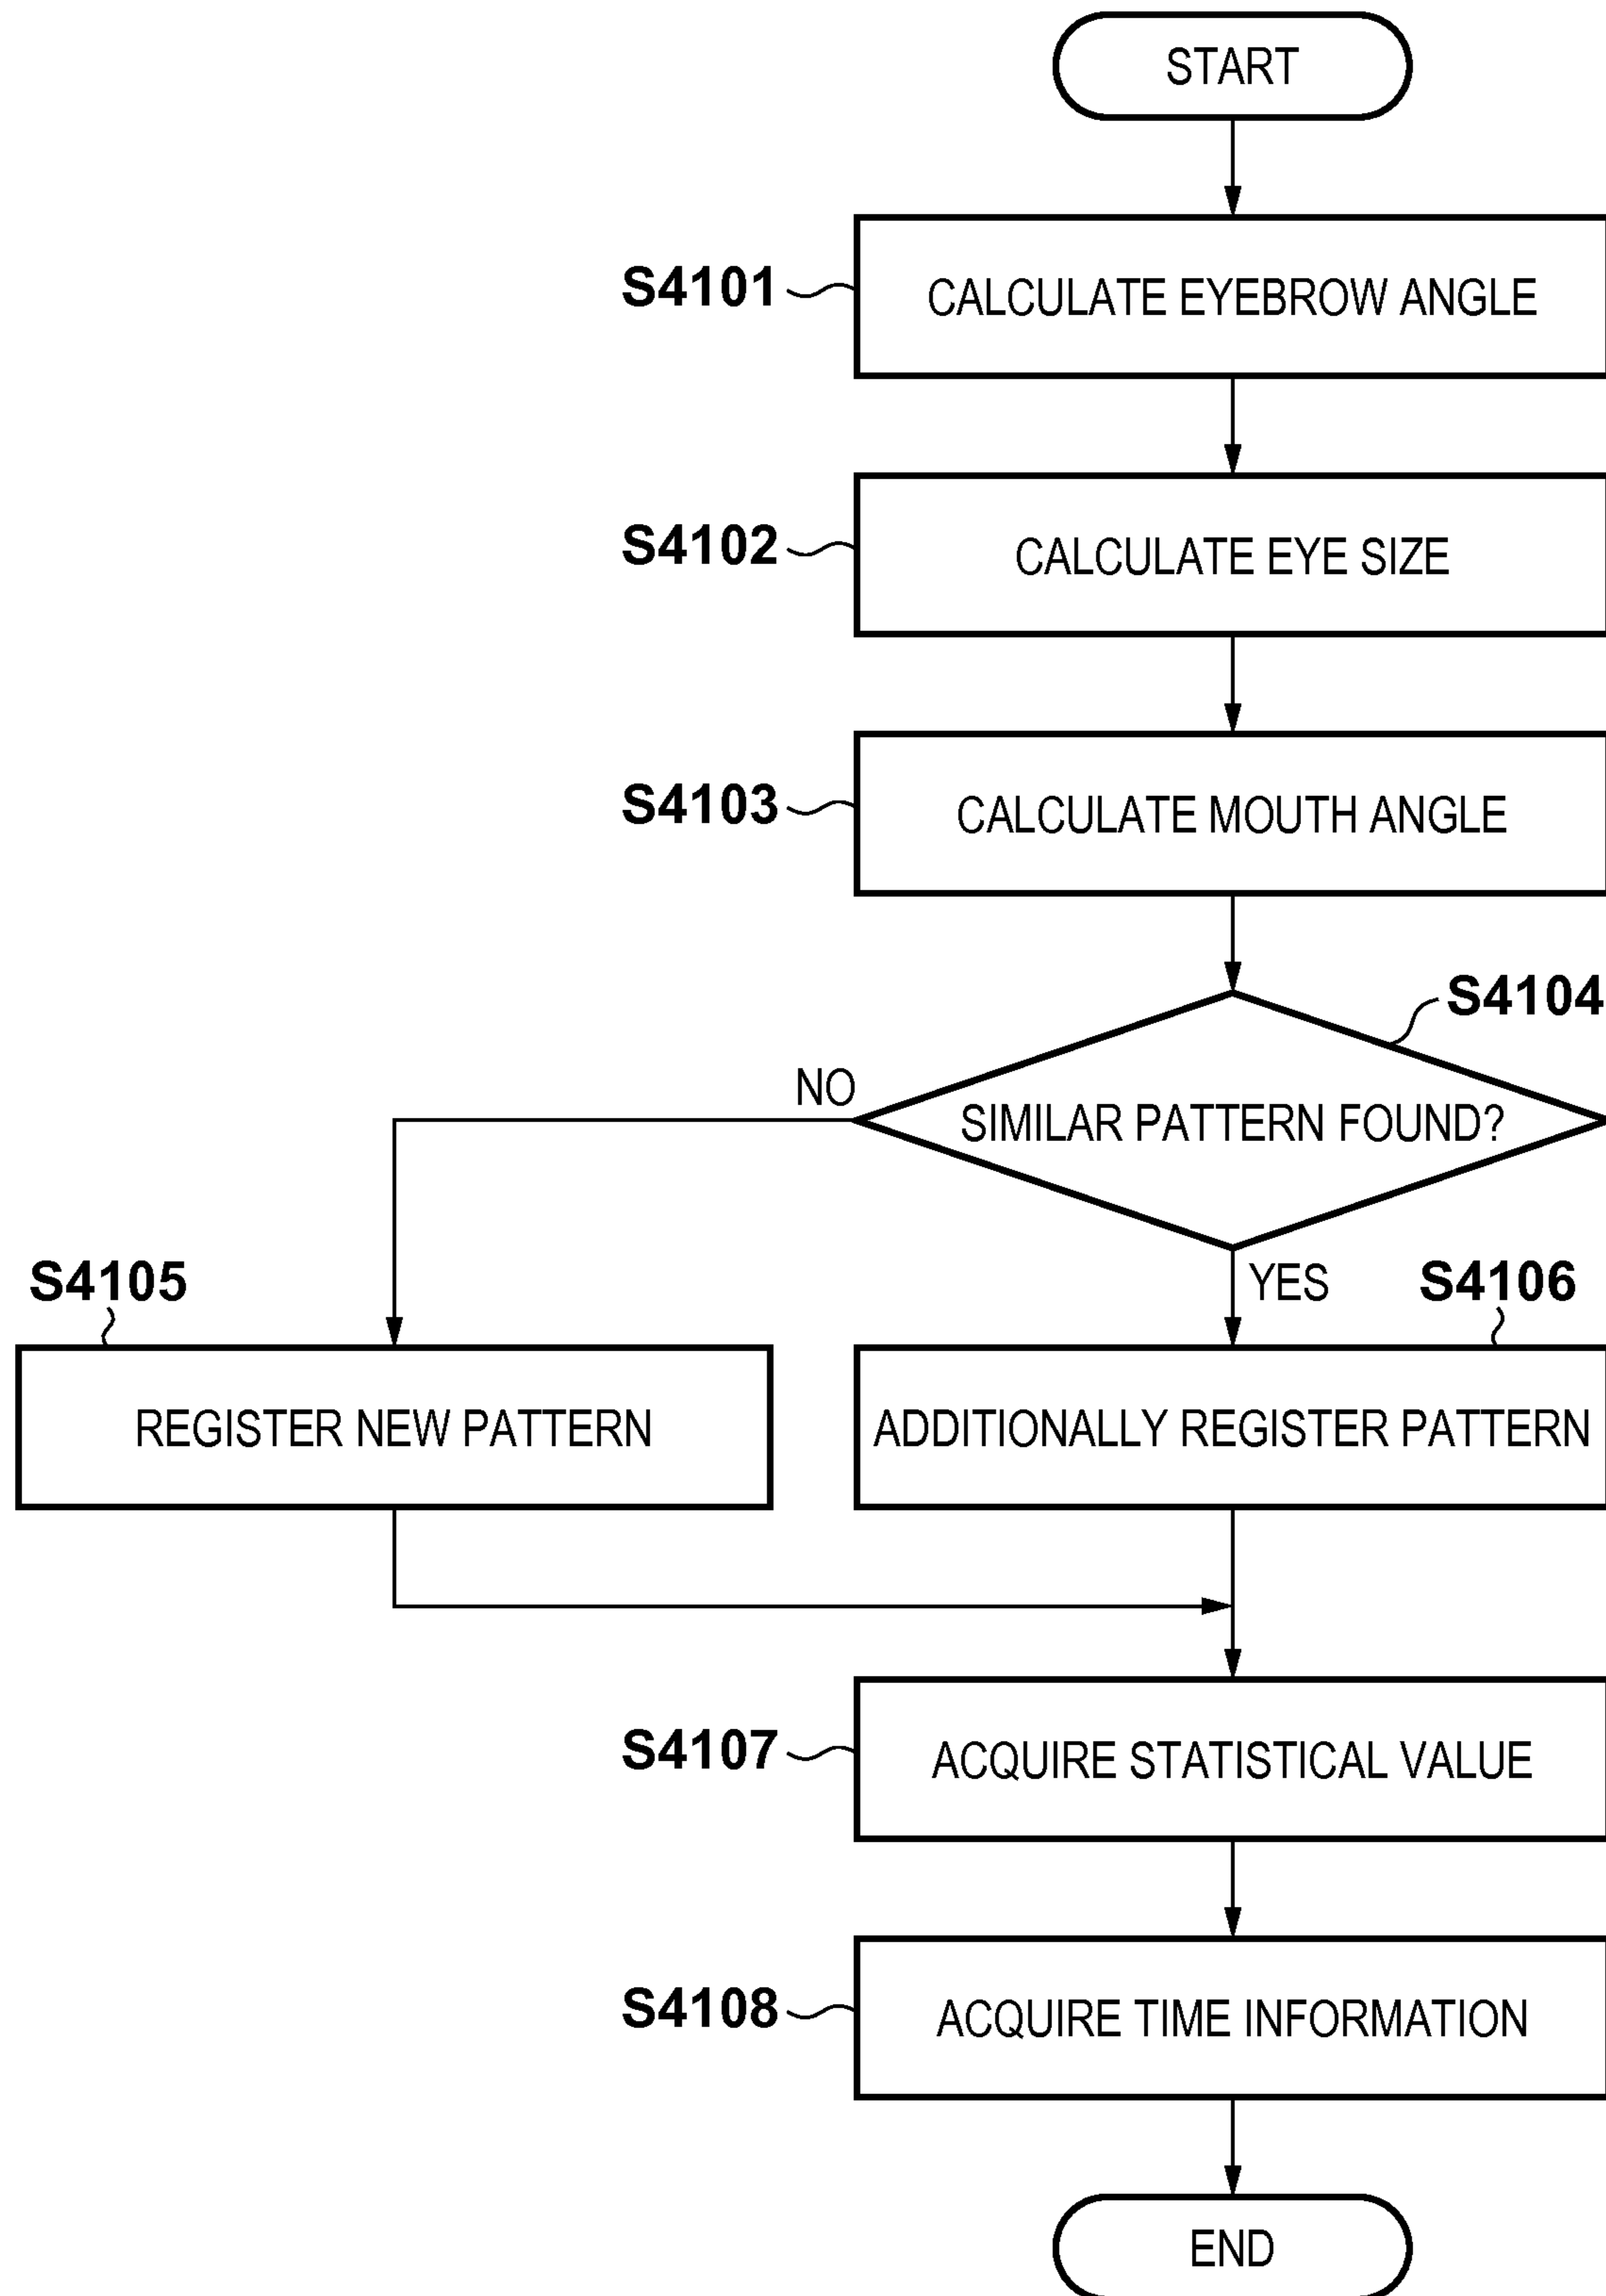 START
S4101
CALCULATE EYEBROW ANGLE
S4102
CALCULATE EYE SIZE
S4103
CALCULATE MOUTH ANGLE
S4104
SIMILAR PATTERN FOUND?
NO
YES
S4105
REGISTER NEW PATTERN
S4106
ADDITIONALLY REGISTER PATTERN
S4107
ACQUIRE STATISTICAL VALUE
S4108
ACQUIRE TIME INFORMATION
END